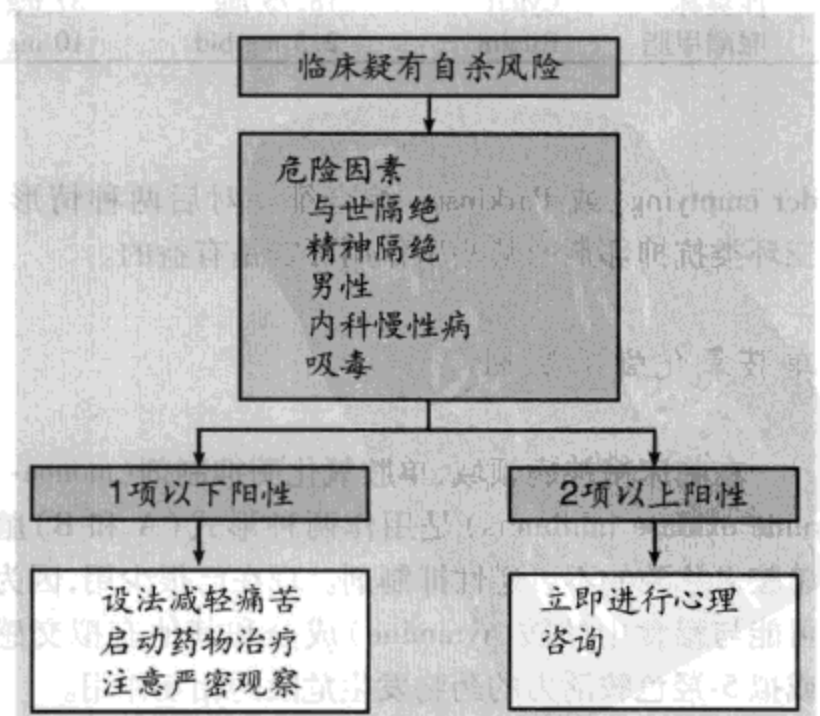 临床疑有自杀风险
危险因素
与世隔绝
精神隔绝
男性
内科慢性病
吸毒
1项以下阳性
2项以上阳性
设法减轻痛苦
启动药物治疗
注意严密观察
立即进行心理
咨询